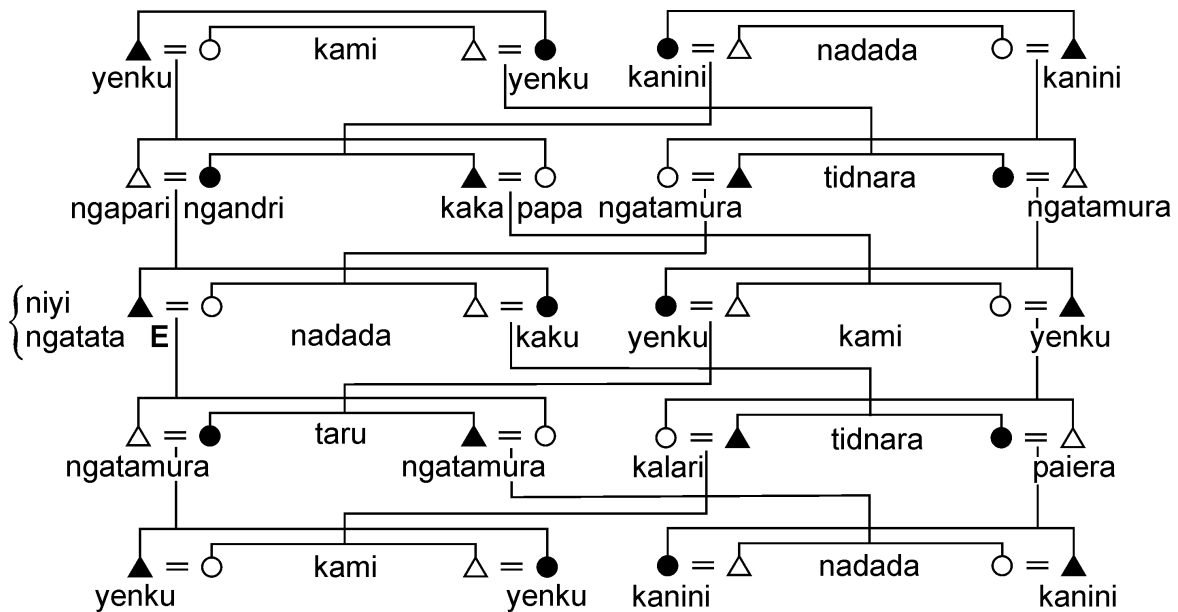 kami nadada
yenku yenku kanini kanini
tidnara
ngapari ngandri kaka papa ngatamura ngatamura
niyi
ngatata E nadada kaku yenku kami yenku
taru tidnara
ngatamura ngatamura kalari paiera
kami nadada
yenku yenku kanini kanini